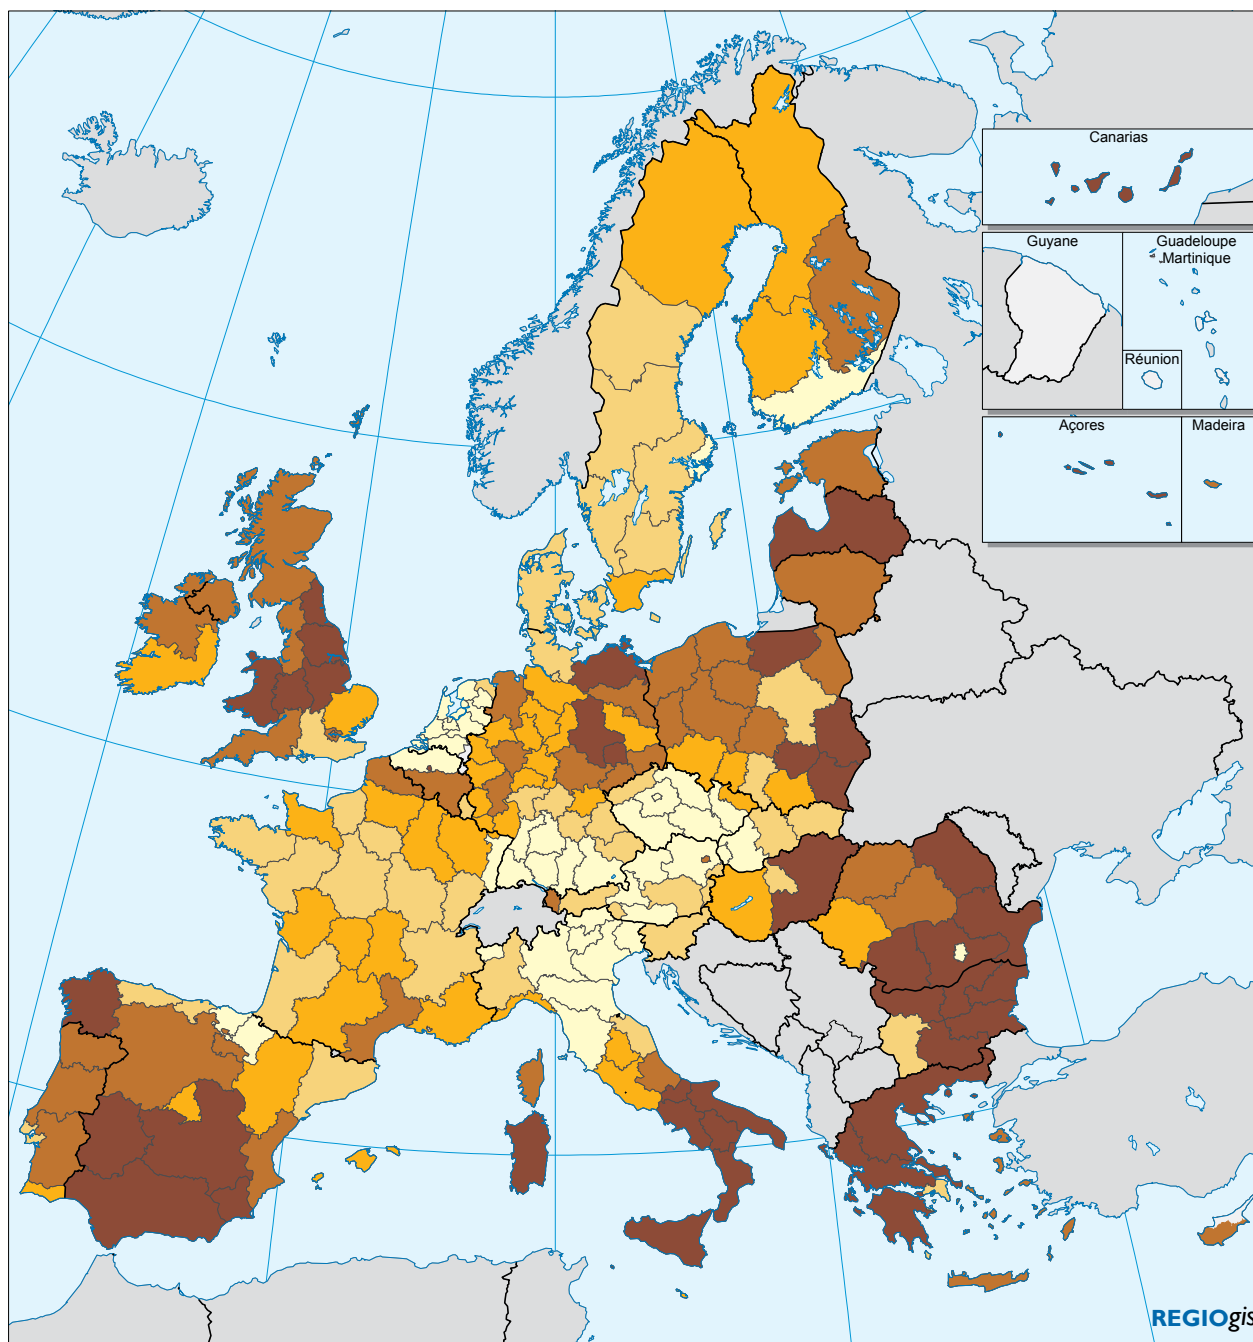 Canarias
Guyane
Guadeloupe
Martinique
Réunion
Açores
Madeira
REGIOgis